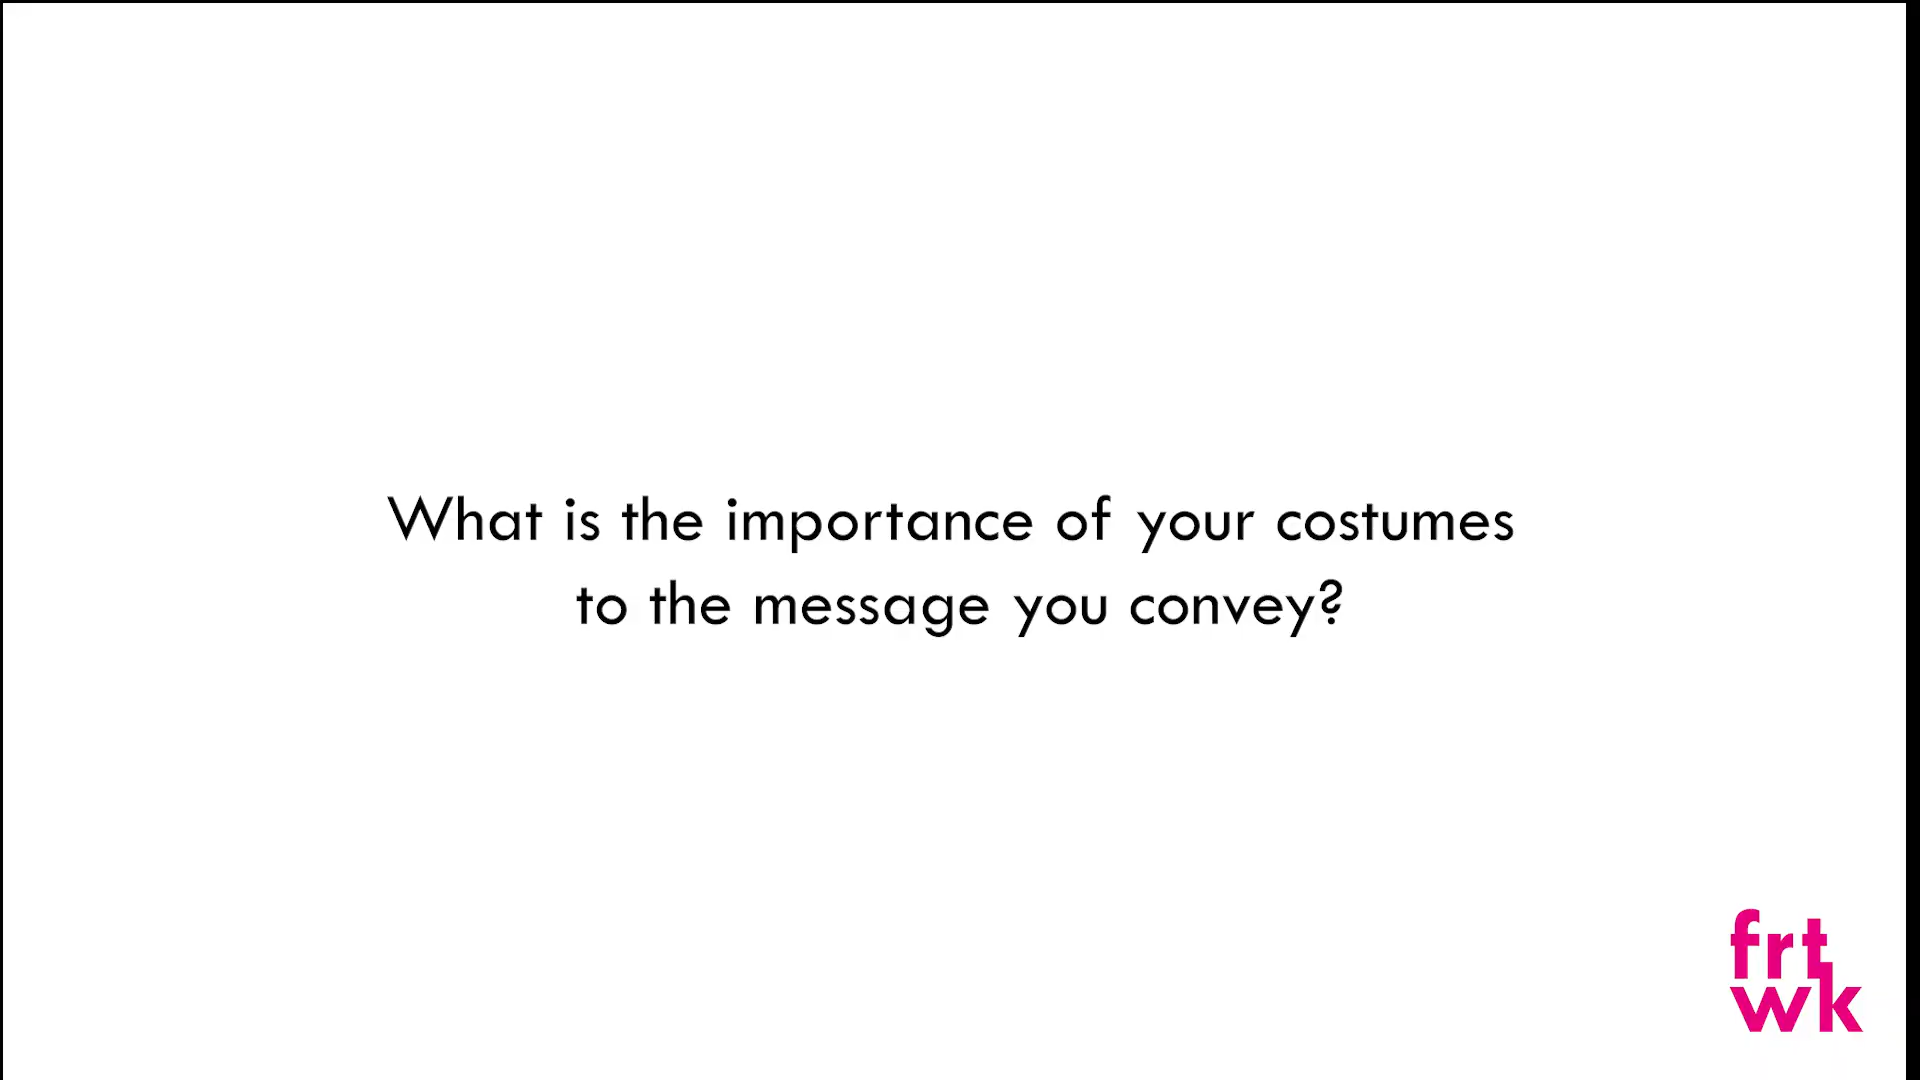 What is the importance of your costumes
to the message you convey?
frt
wk